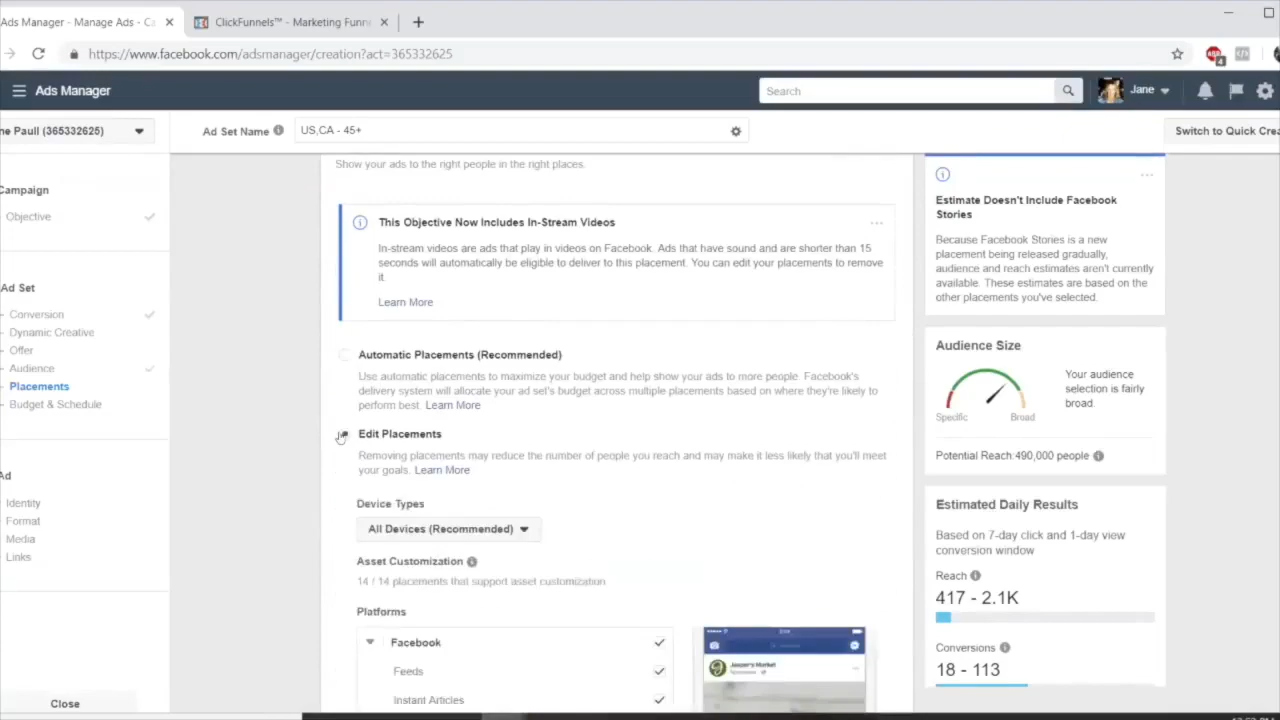 Ads Manager - Manage Ads - Ca
ClickFunnels™ - Marketing Funne
https://www.facebook.com/adsmanager/creation?act=365332625
Ads Manager
Search
Jane
ne Paull (365332625)
Ad Set Name
US,CA - 45+
Switch to Quick Crea
Campaign
Objective
Ad Set
Conversion
Dynamic Creative
Offer
Audience
Placements
Budget & Schedule
Ad
Identity
Format
Media
Links
Close
Show your ads to the right people in the right places.
This Objective Now Includes In-Stream Videos
In-stream videos are ads that play in videos on Facebook. Ads that have sound and are shorter than 15
seconds will automatically be eligible to deliver to this placement. You can edit your placements to remove
it.
Learn More
Automatic Placements (Recommended)
Use automatic placements to maximize your budget and help show your ads to more people. Facebook's
delivery system will allocate your ad set's budget across multiple placements based on where they're likely to
perform best. Learn More
Edit Placements
Removing placements may reduce the number of people you reach and may make it less likely that you'll meet
your goals. Learn More
Device Types
All Devices (Recommended)
Asset Customization
14 / 14 placements that support asset customization
Platforms
Facebook
Feeds
Instant Articles
Jasper's Market
Estimate Doesn't Include Facebook
Stories
Because Facebook Stories is a new
placement being released gradually,
audience and reach estimates aren't currently
available. These estimates are based on the
other placements you've selected.
Audience Size
Your audience
selection is fairly
broad.
Specific
Broad
Potential Reach:490,000 people
Estimated Daily Results
Based on 7-day click and 1-day view
conversion window
Reach
417 - 2.1K
Conversions
18 - 113